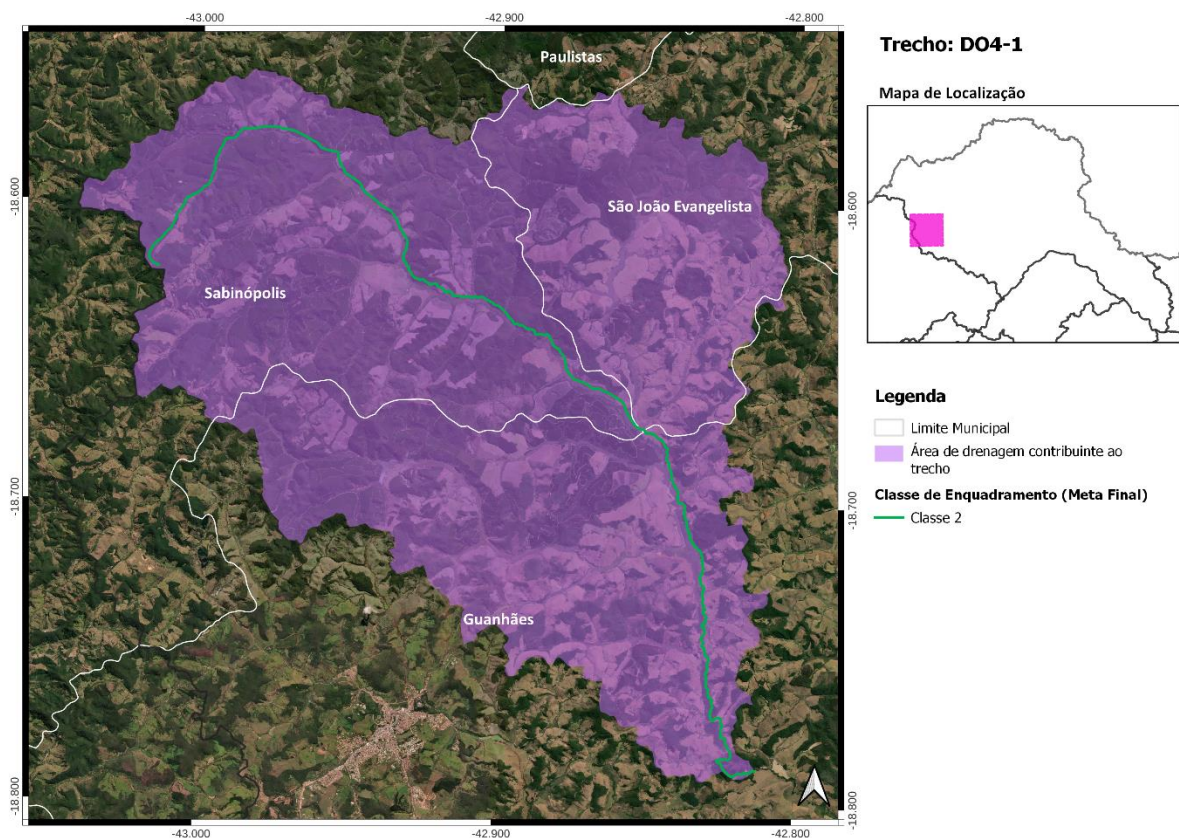 -43.000
-42.900
-42.800
Paulistas
-18.600
-18.600
São João Evangelista
Sabinópolis
-18.700
-18.700
Guanhães
-18.800
-18.800
-43.000
-42.900
-42.800
Trecho: DO4-1
Mapa de Localização
Legenda
Limite Municipal
Área de drenagem contribuinte ao
trecho
Classe de Enquadramento (Meta Final)
Classe 2